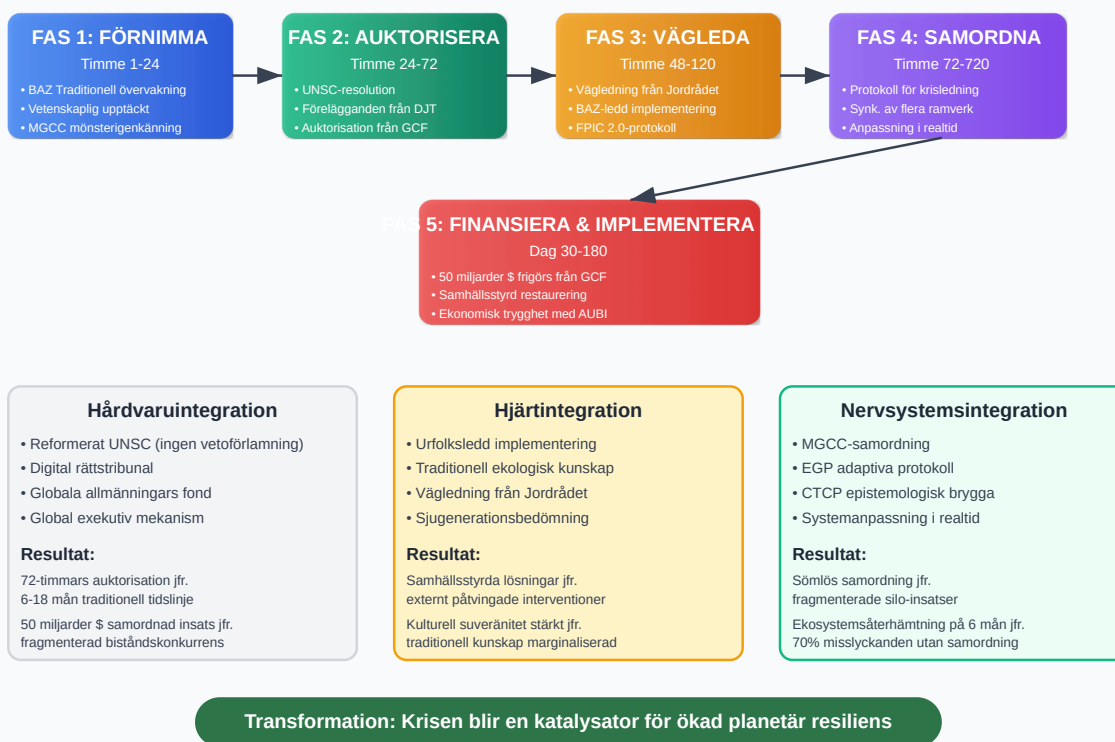 FAS 1: FÖRNIMMA
Timme 1-24
• BAZ Traditionell övervakning
• Vetenskaplig upptäckt
• MGCC mönsterigenkänning
FAS 2: AUKTORISERA
Timme 24-72
• UNSC-resolution
• Förelägganden från DJT
• Auktorisation från GCF
FAS 3: VÄGLEDA
Timme 48-120
• Vägledning från Jordrådet
• BAZ-ledd implementering
• FPIC 2.0-protokoll
FAS 4: SAMORDNA
Timme 72-720
• Protokoll för krisledning
• Synk. av flera ramverk
• Anpassning i realtid
FAS 5: FINANSIERA & IMPLEMENTERA
Dag 30-180
• 50 miljarder $ frigörs från GCF
• Samhällsstyrd restaurering
• Ekonomisk trygghet med AUBI
Hårdvaruintegration
• Reformerat UNSC (ingen vetoförlamning)
• Digital rättstribunal
• Globala allmänningars fond
• Global exekutiv mekanism
Resultat:
72-timmars auktorisation jfr.
6-18 mån traditionell tidslinje
50 miljarder $ samordnad insats jfr.
fragmenterad biståndskonkurrens
Hjärtintegration
• Urfolksledd implementering
• Traditionell ekologisk kunskap
• Vägledning från Jordrådet
• Sjugenerationsbedömning
Resultat:
Samhällsstyrda lösningar jfr.
externt påtvingade interventioner
Kulturell suveränitet stärkt jfr.
traditionell kunskap marginaliserad
Nervsystemsintegration
• MGCC-samordning
• EGP adaptiva protokoll
• CTCP epistemologisk brygga
• Systemanpassning i realtid
Resultat:
Sömlös samordning jfr.
fragmenterade silo-insatser
Ekosystemsåterhämtning på 6 mån jfr.
70% misslyckanden utan samordning
Transformation: Krisen blir en katalysator för ökad planetär resiliens